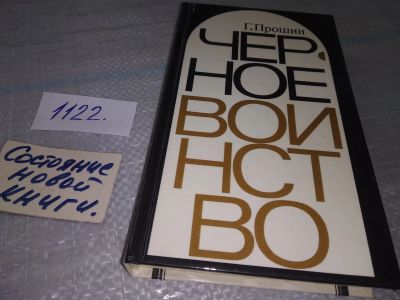 Г.Прошин
ЧЕР
НОЕ
ВОИ
НСТ
ВО
1122.
Состояние
новой
книги.